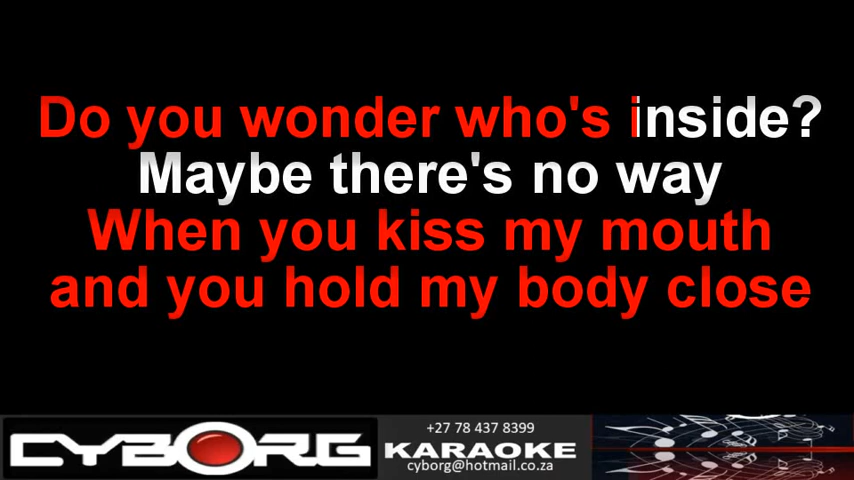 Do you wonder who's inside?
Maybe there's no way
When you kiss my mouth
and you hold my body close
CYBORG
+27 78 437 8399
KARAOKE
cyborg@hotmail.co.za